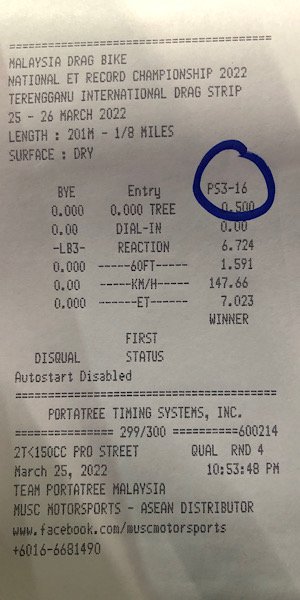 ==========================================
MALAYSIA DRAG BIKE
NATIONAL ET RECORD CHAMPIONSHIP 2022
TERENGGANU INTERNATIONAL DRAG STRIP
25 - 26 MARCH 2022
LENGTH : 201M - 1/8 MILES
SURFACE : DRY
BYE Entry PS3-16
0.000 0.000 TREE 0.500
0.00 DIAL-IN 0.00
-LB3- REACTION 6.724
0.000 -----60FT----- 1.591
0.00 -----KM/H----- 147.66
0.000 ------ET------ 7.023
WINNER
FIRST
DISQUAL STATUS
Autostart Disabled
==========================================
PORTATREE TIMING SYSTEMS, INC.
=============== 299/300 ==========600214
2T<150CC PRO STREET QUAL RND 4
March 25, 2022 10:53:48 PM
TEAM PORTATREE MALAYSIA
MUSC MOTORSPORTS - ASEAN DISTRIBUTOR
www.facebook.com/muscmotorsports
+6016-6681490